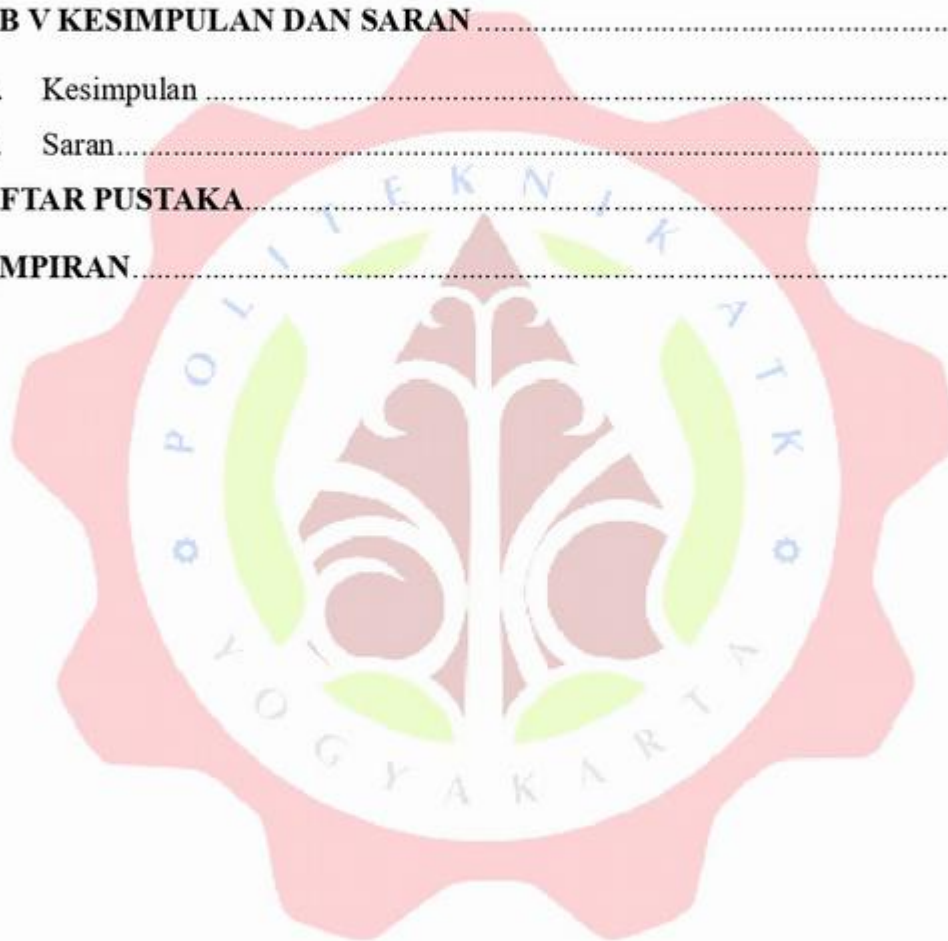 B V KESIMPULAN DAN SARAN
. Kesimpulan
. Saran
FTAR PUSTAKA
MPIRAN
POLITEKNIK ATK
YOGYAKARTA